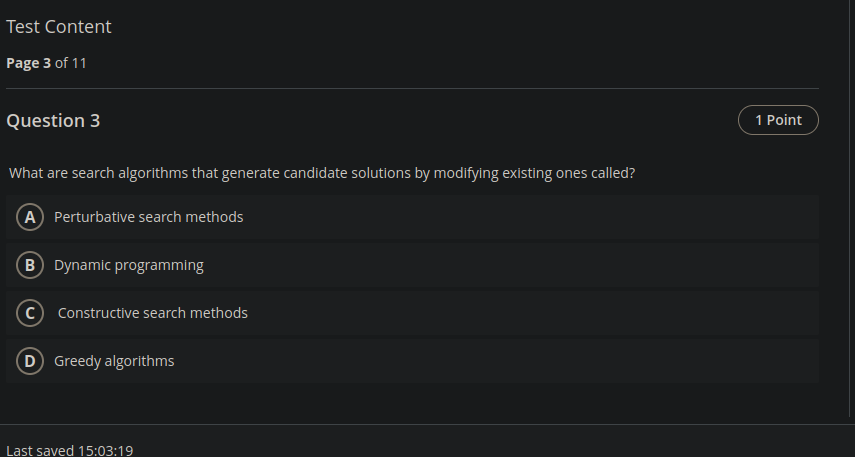 Test Content
Page 3 of 11
Question 3
1 Point
What are search algorithms that generate candidate solutions by modifying existing ones called?
A Perturbative search methods
B Dynamic programming
C Constructive search methods
D Greedy algorithms
Last saved 15:03:19